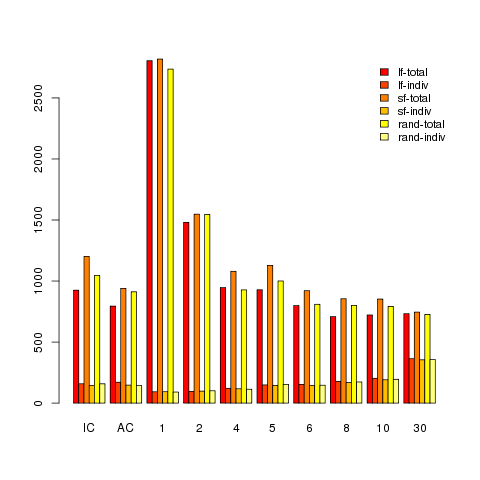 lf-total
lf-indiv
sf-total
sf-indiv
rand-total
rand-indiv
2500
2000
1500
1000
500
0
IC AC 1 2 4 5 6 8 10 30